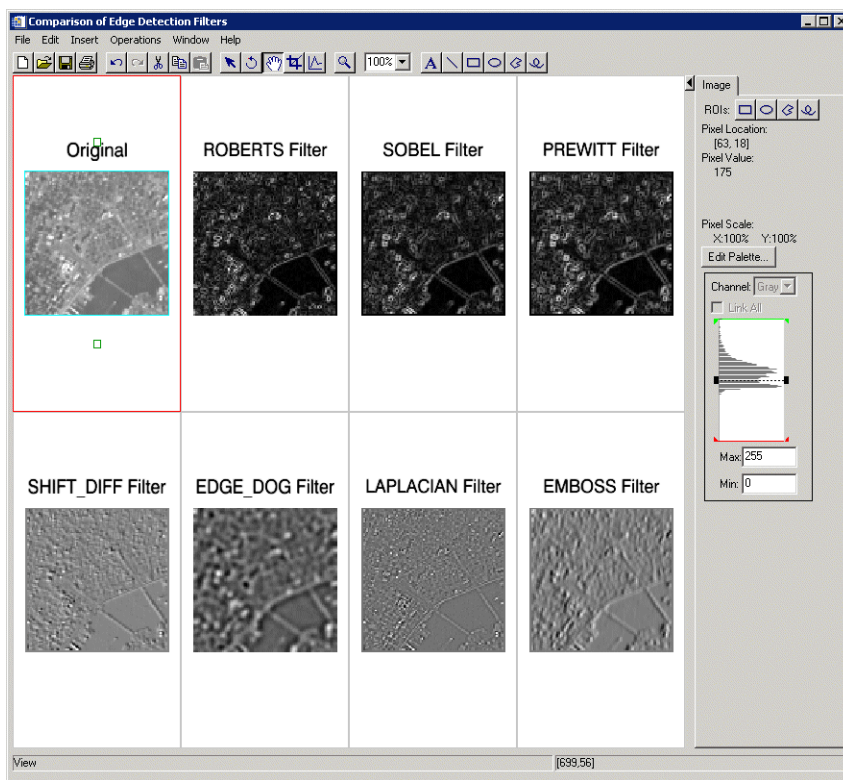 Comparison of Edge Detection Filters
File Edit Insert Operations Window Help
100%
A
Original
ROBERTS Filter
SOBEL Filter
PREWITT Filter
SHIFT_DIFF Filter
EDGE_DOG Filter
LAPLACIAN Filter
EMBOSS Filter
Image
ROIs:
Pixel Location:
[63, 18]
Pixel Value:
175
Pixel Scale:
X:100% Y:100%
Edit Palette...
Channel: Gray
Link All
Max: 255
Min: 0
View
[699,56]